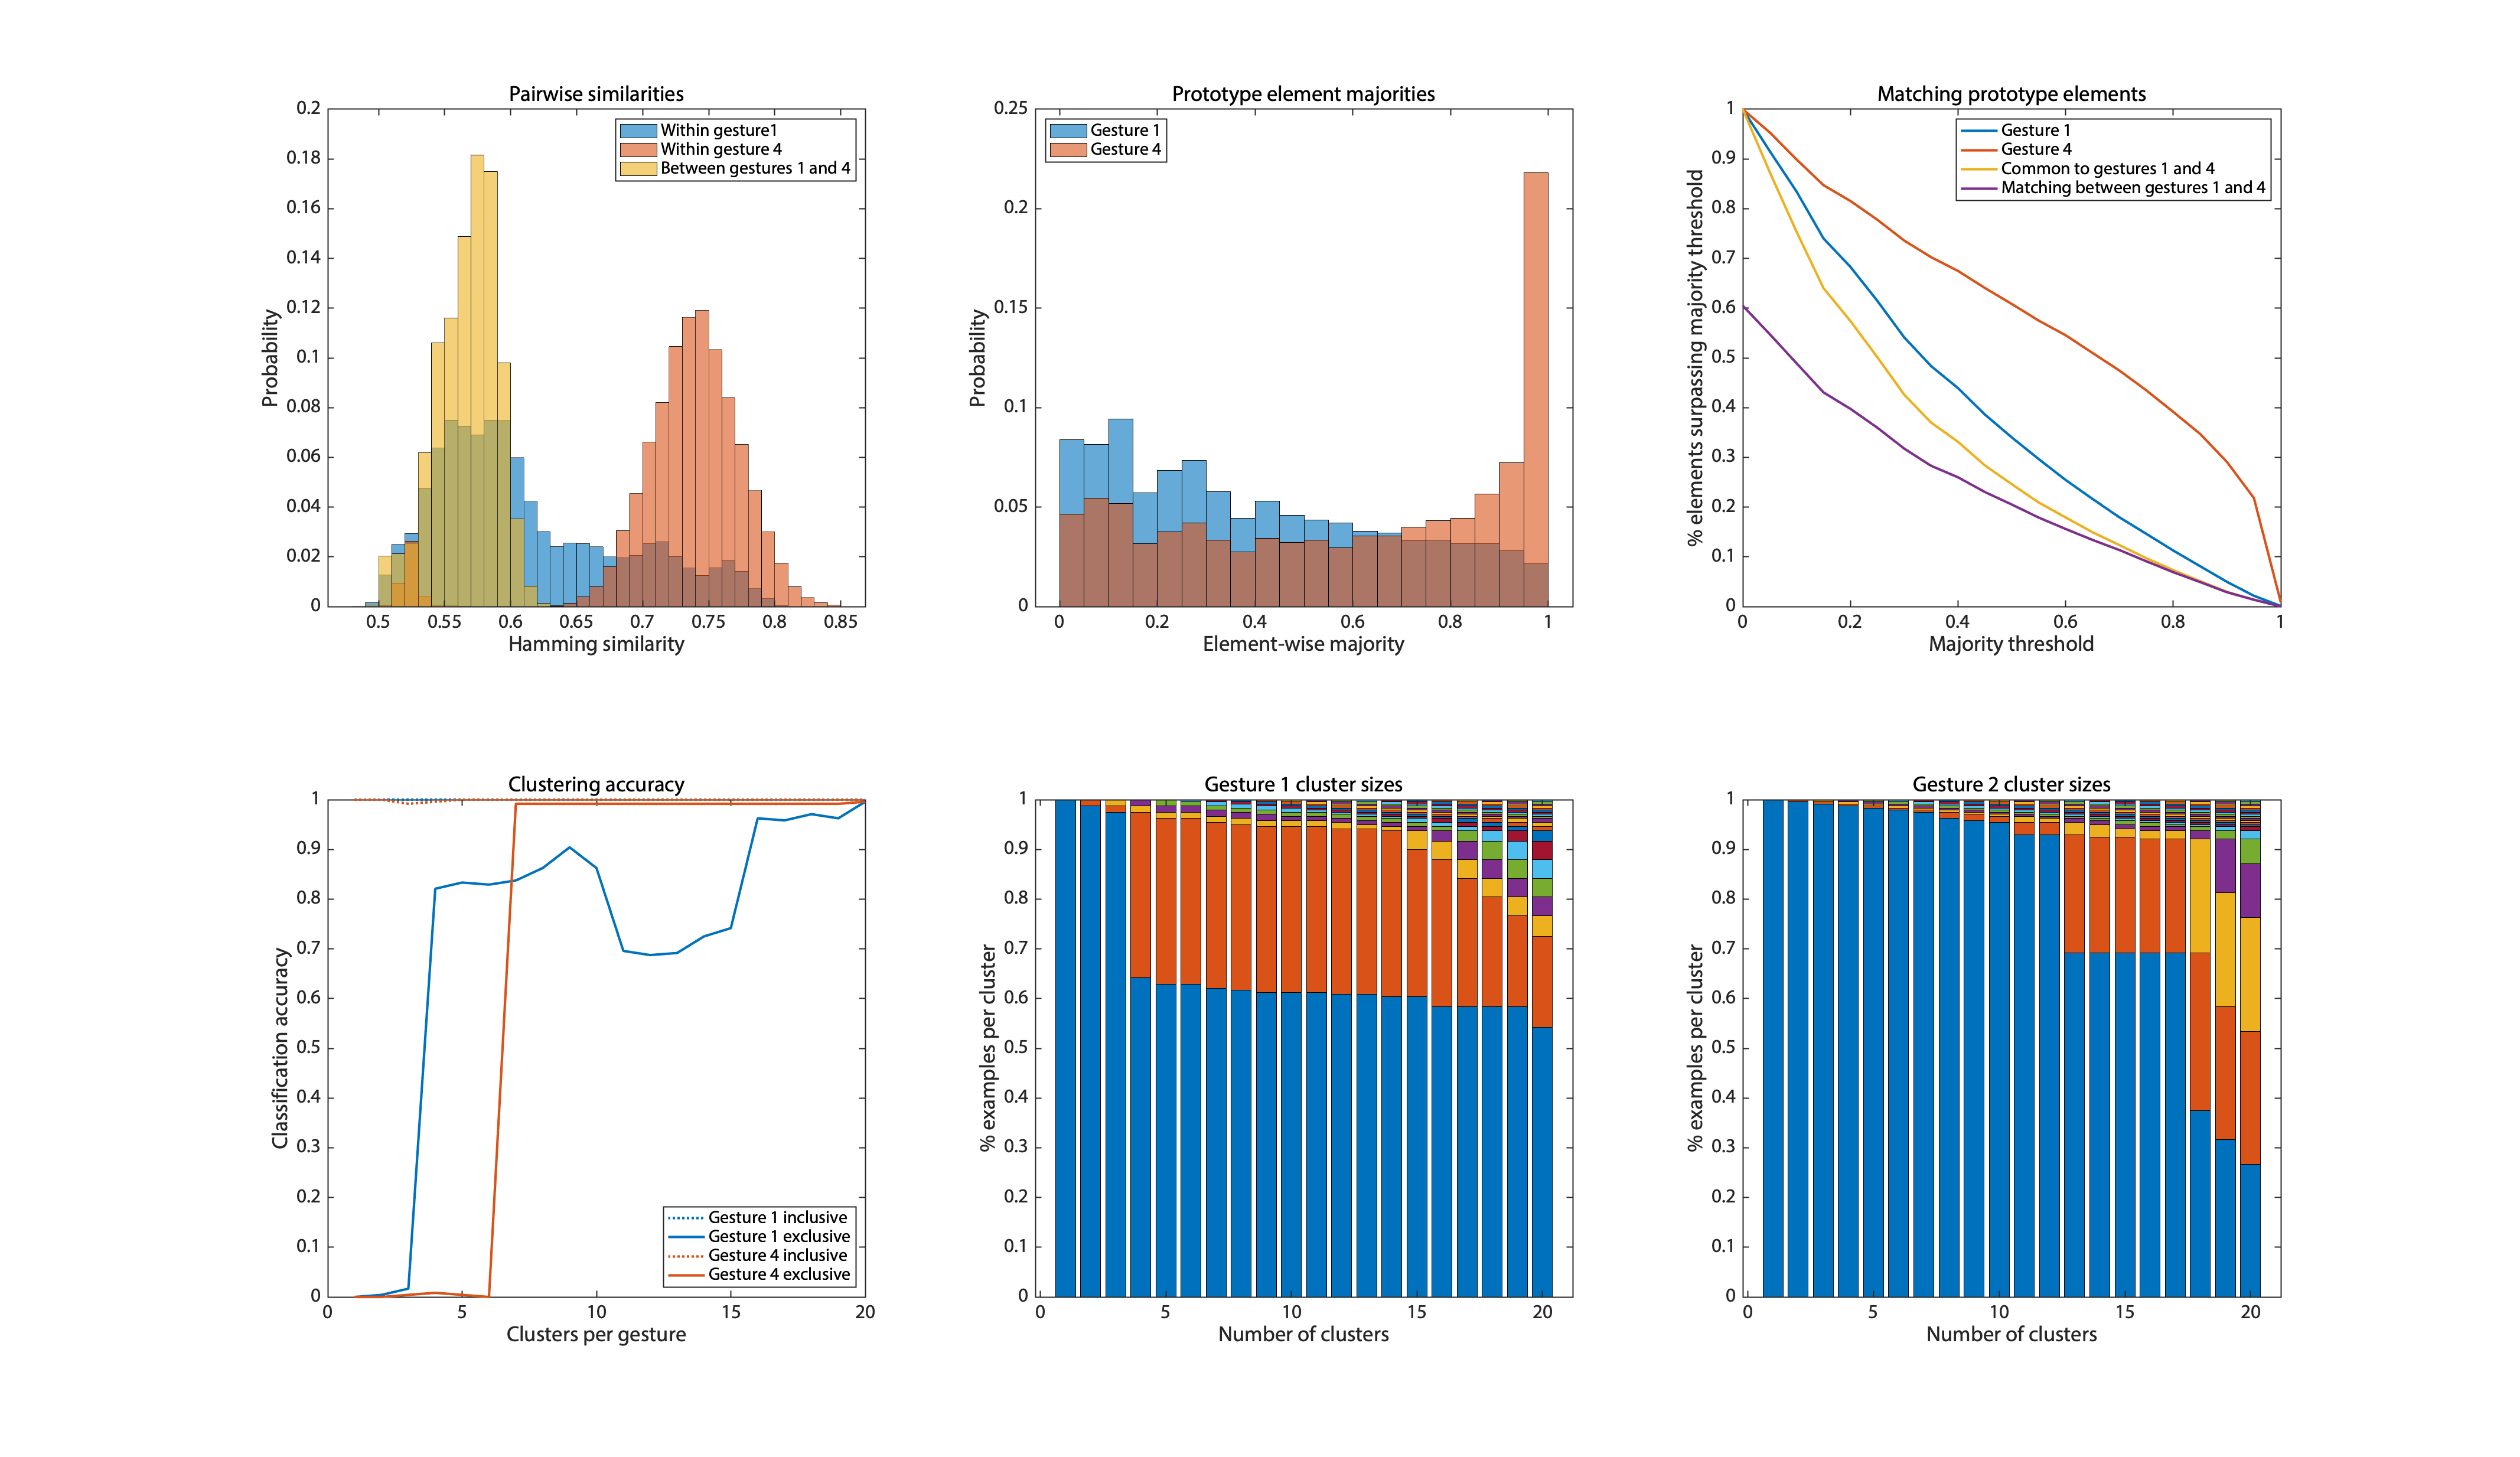 Pairwise similarities
0.2
0.18
0.16
0.14
0.12
0.1
0.08
0.06
0.04
0.02
0
Probability
Within gesture1
Within gesture 4
Between gestures 1 and 4
0.5 0.55 0.6 0.65 0.7 0.75 0.8 0.85
Hamming similarity
Prototype element majorities
0.25
0.2
0.15
0.1
0.05
0
Probability
Gesture 1
Gesture 4
0 0.2 0.4 0.6 0.8 1
Element-wise majority
Matching prototype elements
1
0.9
0.8
0.7
0.6
0.5
0.4
0.3
0.2
0.1
0
% elements surpassing majority threshold
Gesture 1
Gesture 4
Common to gestures 1 and 4
Matching between gestures 1 and 4
0 0.2 0.4 0.6 0.8 1
Majority threshold
Clustering accuracy
1
0.9
0.8
0.7
0.6
0.5
0.4
0.3
0.2
0.1
0
Classification accuracy
Gesture 1 inclusive
Gesture 1 exclusive
Gesture 4 inclusive
Gesture 4 exclusive
0 5 10 15 20
Clusters per gesture
Gesture 1 cluster sizes
1
0.9
0.8
0.7
0.6
0.5
0.4
0.3
0.2
0.1
0
% examples per cluster
0 5 10 15 20
Number of clusters
Gesture 2 cluster sizes
1
0.9
0.8
0.7
0.6
0.5
0.4
0.3
0.2
0.1
0
% examples per cluster
0 5 10 15 20
Number of clusters